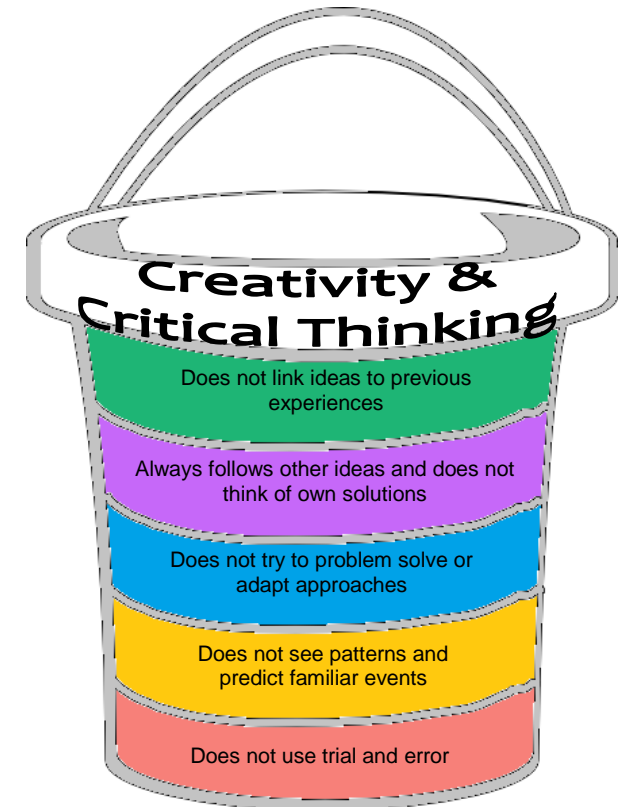 Creativity &
Critical Thinking
Does not link ideas to previous
experiences
Always follows other ideas and does not
think of own solutions
Does not try to problem solve or
adapt approaches
Does not see patterns and
predict familiar events
Does not use trial and error